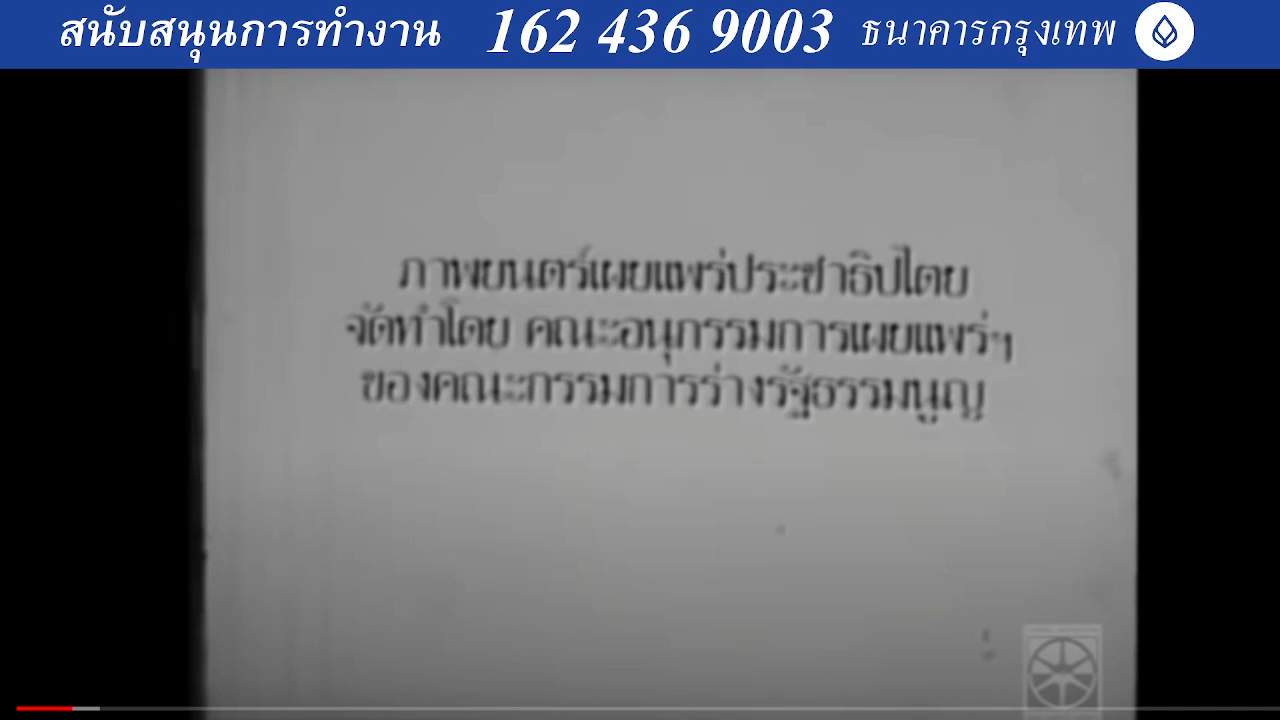 สนับสนุนการทำงาน 162 436 9003 ธนาคารกรุงเทพ
ภาพยนตร์เผยแพร่ประชาธิปไตย
จัดทำโดย คณะอนุกรรมการเผยแพร่ฯ
ของคณะกรรมการร่างรัฐธรรมนูญ